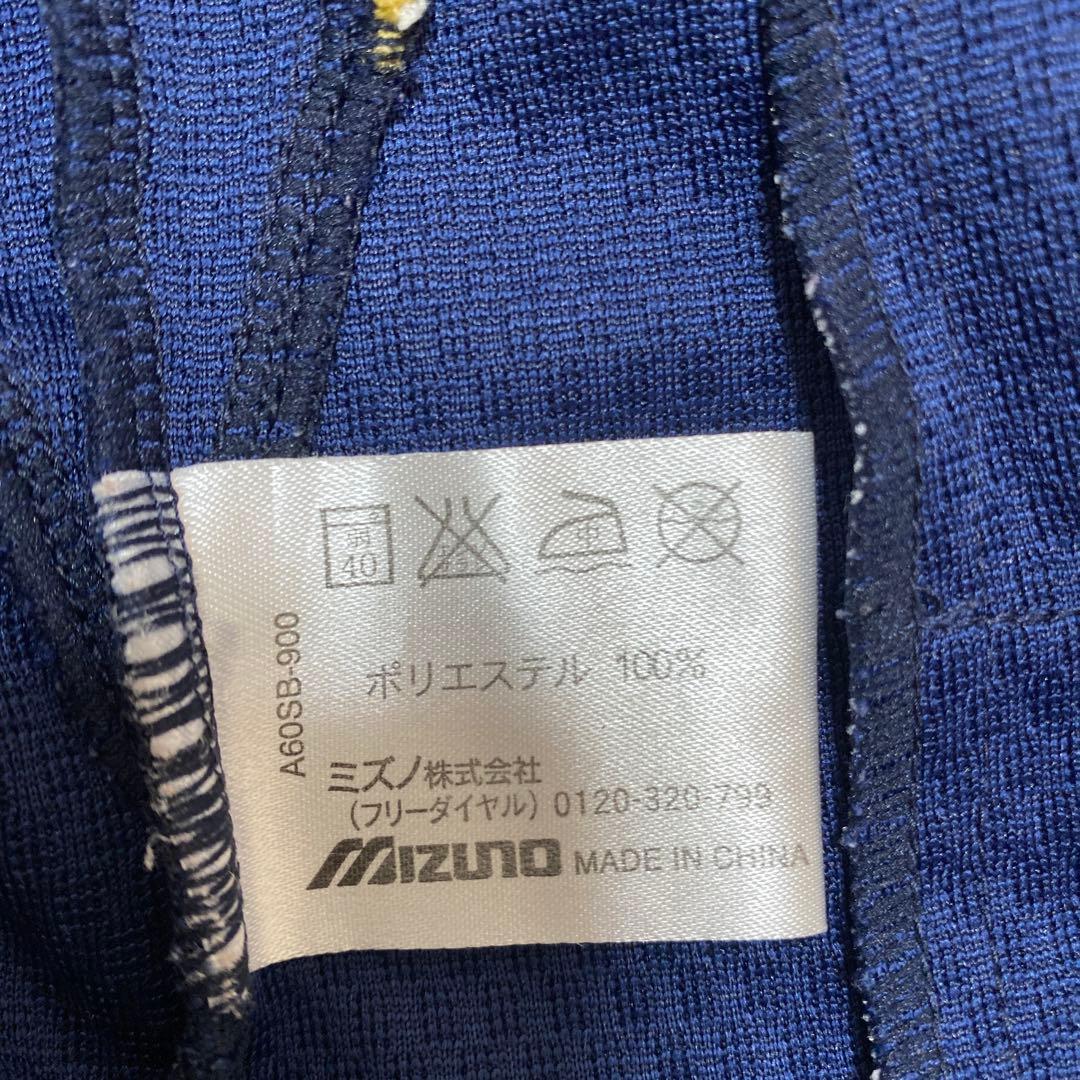 弱 40 中
A60SB-900
ポリエステル 100%
ミズノ株式会社
(フリーダイヤル) 0120-320-799
MIZUNO MADE IN CHINA